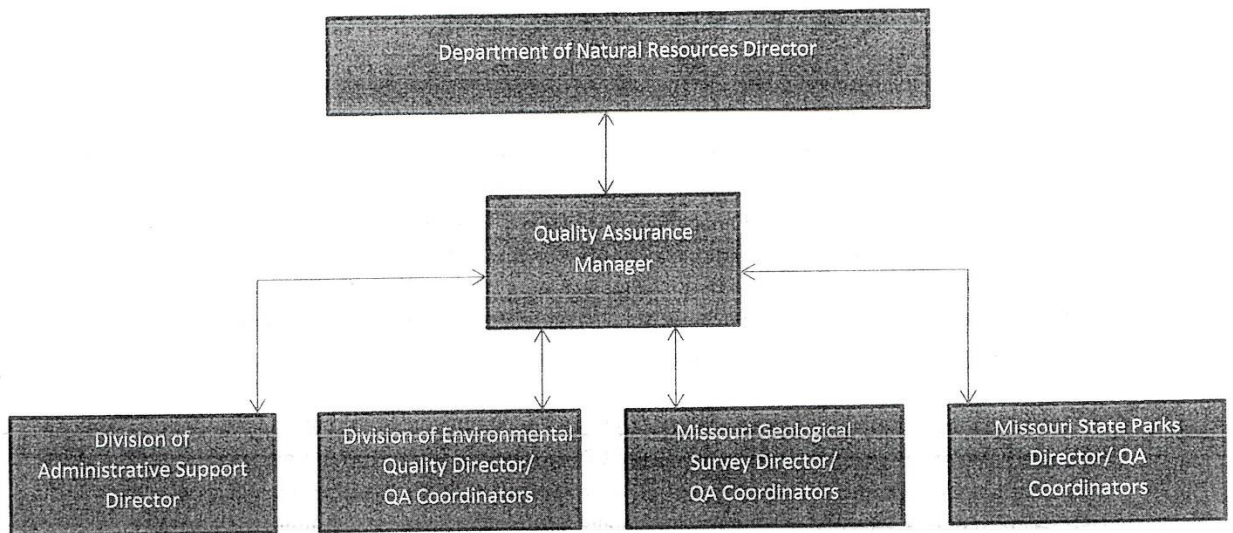 Department of Natural Resources Director
Quality Assurance
Manager
Division of
Administrative Support
Director
Division of Environmental
Quality Director/
QA Coordinators
Missouri Geological
Survey Director/
QA Coordinators
Missouri State Parks
Director/ QA
Coordinators